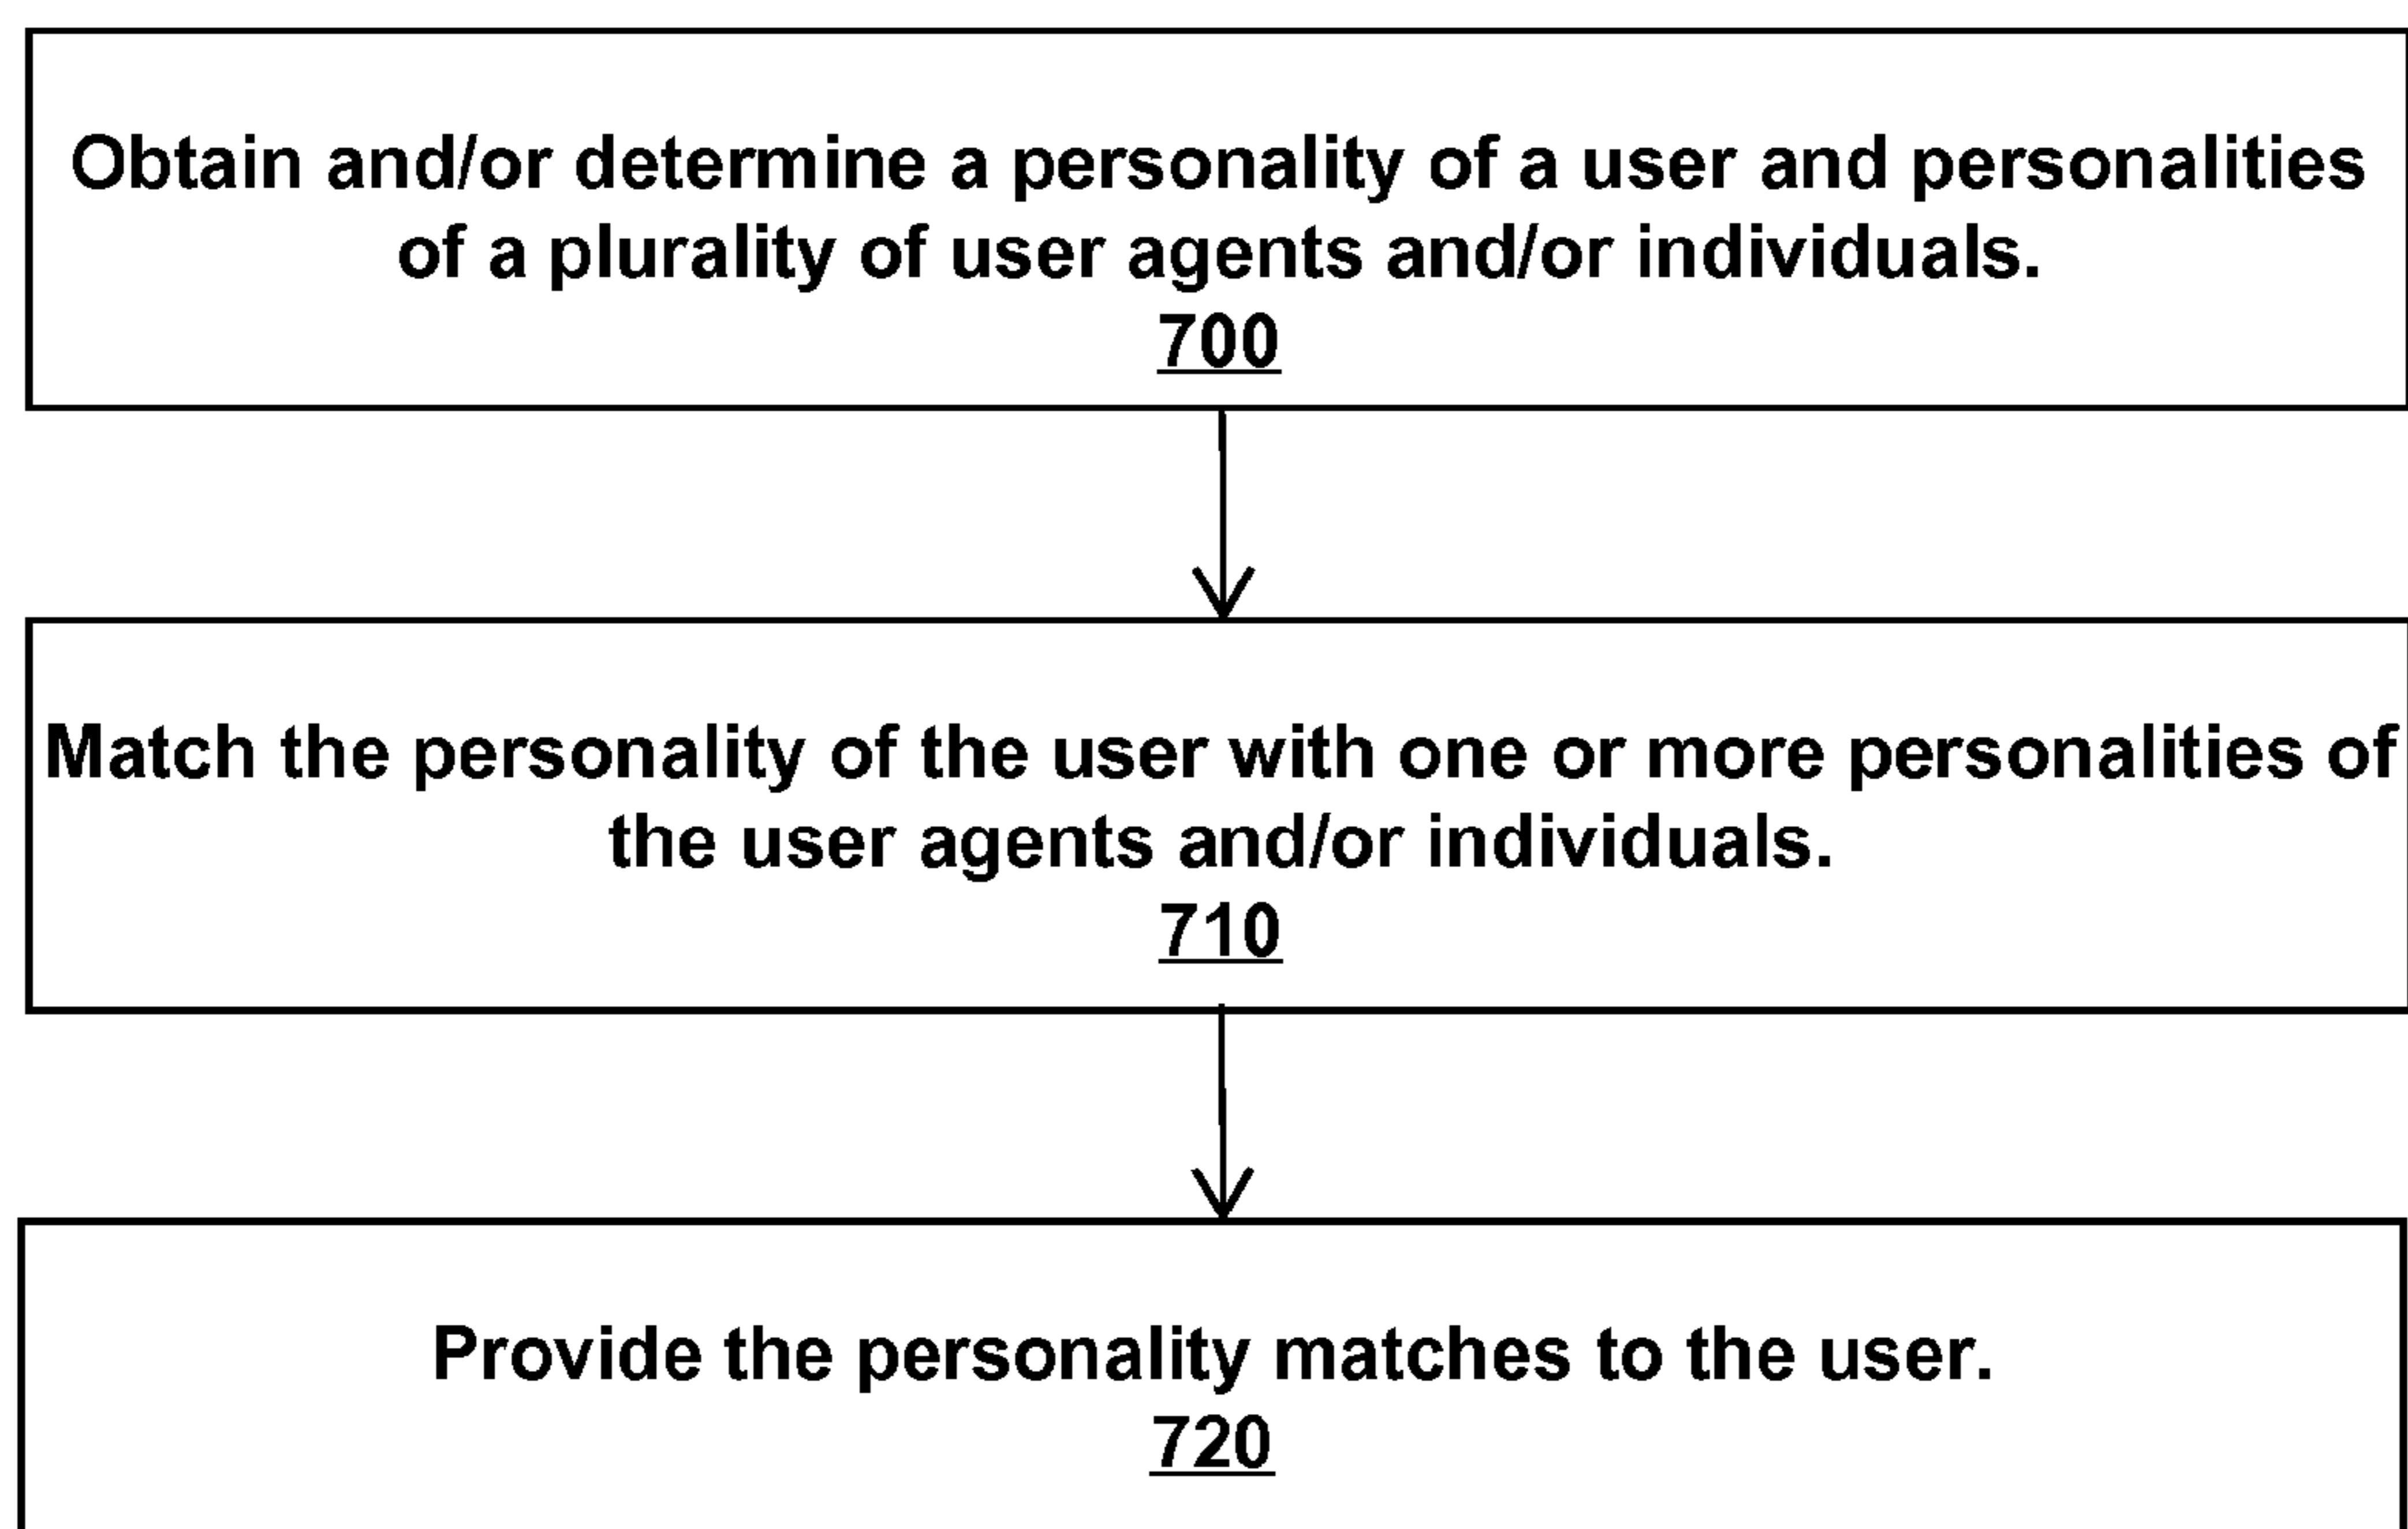 Obtain and/or determine a personality of a user and personalities
of a plurality of user agents and/or individuals.
700
Match the personality of the user with one or more personalities of
the user agents and/or individuals.
710
Provide the personality matches to the user.
720